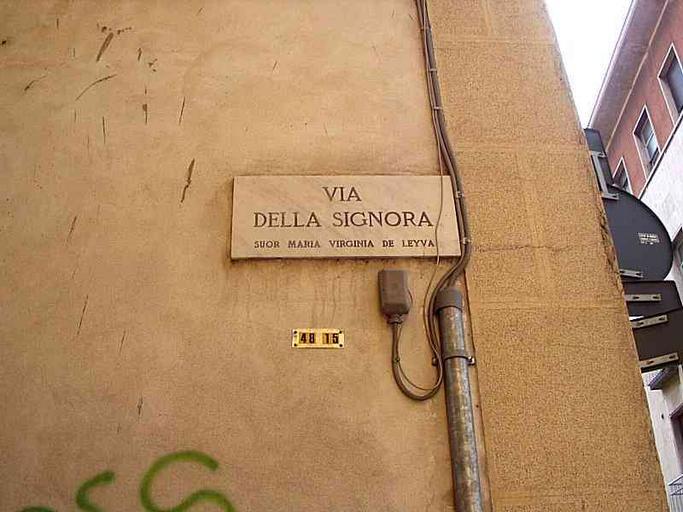 VIA
DELLA SIGNORA
SUOR MARIA VIRGINIA DE LEYVA
48 15